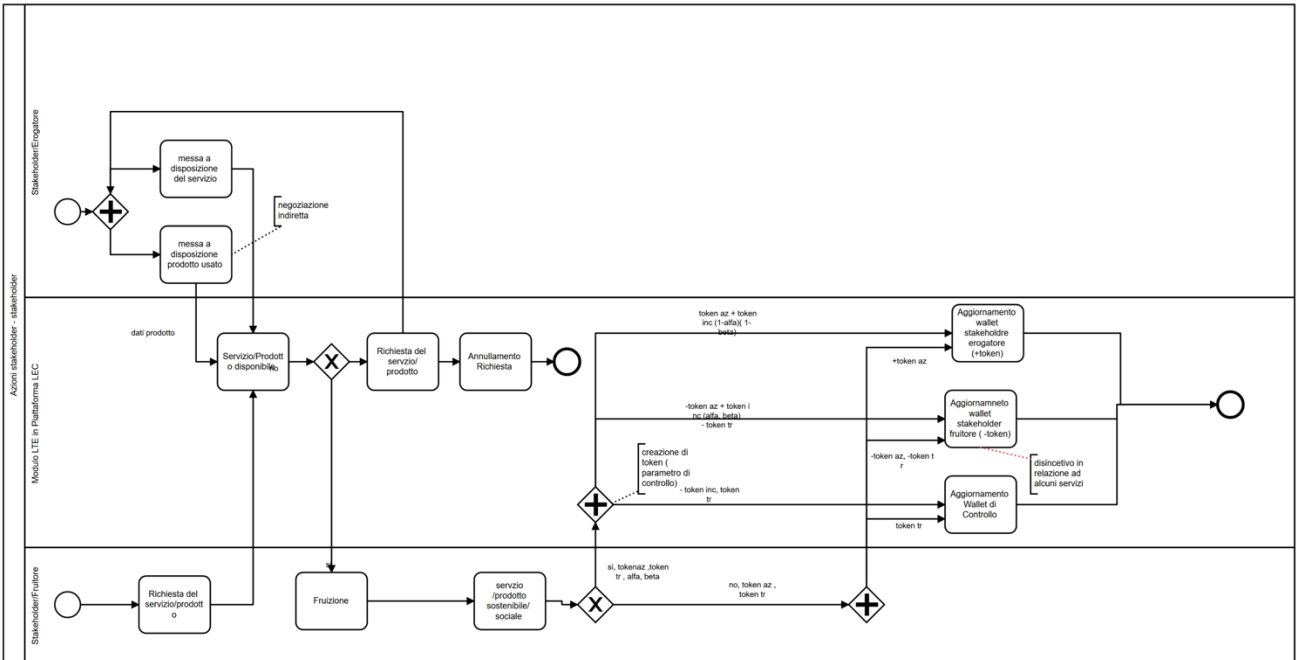 Azioni stakeholder - stakeholder
Stakeholder/Erogatore
messa a
disposizione
del servizio
negoziazione
indiretta
messa a
disposizione
prodotto usato
Modulo LTE in Piattaforma LEC
dati prodotto
Servizio/Prodott
o disponibile
no
Richiesta del
servzio/
prodotto
Annullamento
Richiesta
token az + token
inc (1-alfa)( 1-
beta)
Aggiornamento
wallet
stakeholdre
erogatore
(+token)
+token az
-token az + token i
nc (alfa, beta)
- token tr
Aggiornamneto
wallet
stakeholder
fruitore ( -token)
creazione di
token (
parametro di
controllo)
-token az, -token t
r
disincetivo in
relazione ad
alcuni servizi
- token inc, token
tr
Aggiornamento
Wallet di
Controllo
token tr
Stakeholder/Fruitore
Richiesta del
servizio/prodott
o
Fruizione
servzio
/prodotto
sostenibile/
sociale
si, tokenaz ,token
tr , alfa, beta
no, token az ,
token tr